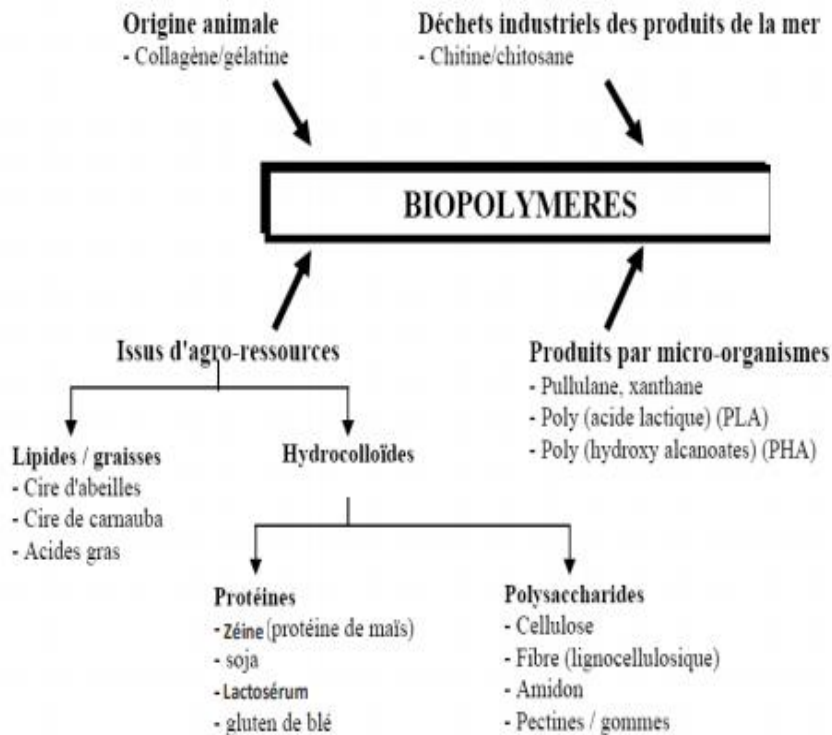 Origine animale
- Collagène/gélatine
Déchets industriels des produits de la mer
- Chitine/chitosane
BIOPOLYMERES
Issus d'agro-ressources
Produits par micro-organismes
- Pullulane, xanthane
- Poly (acide lactique) (PLA)
- Poly (hydroxy alcanoates) (PHA)
Lipides / graisses
- Cire d'abeilles
- Cire de carnauba
- Acides gras
Hydrocolloïdes
Protéines
- Zéine (protéine de maïs)
- soja
- Lactosérum
- gluten de blé
Polysaccharides
- Cellulose
- Fibre (lignocellulosique)
- Amidon
- Pectines / gommes